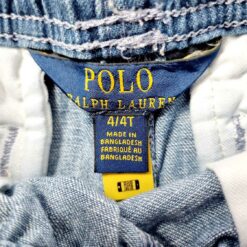 POLO
RALPH LAUREN
4/4T
MADE IN
BANGLADESH
FABRIQUÉ AU
BANGLADESH